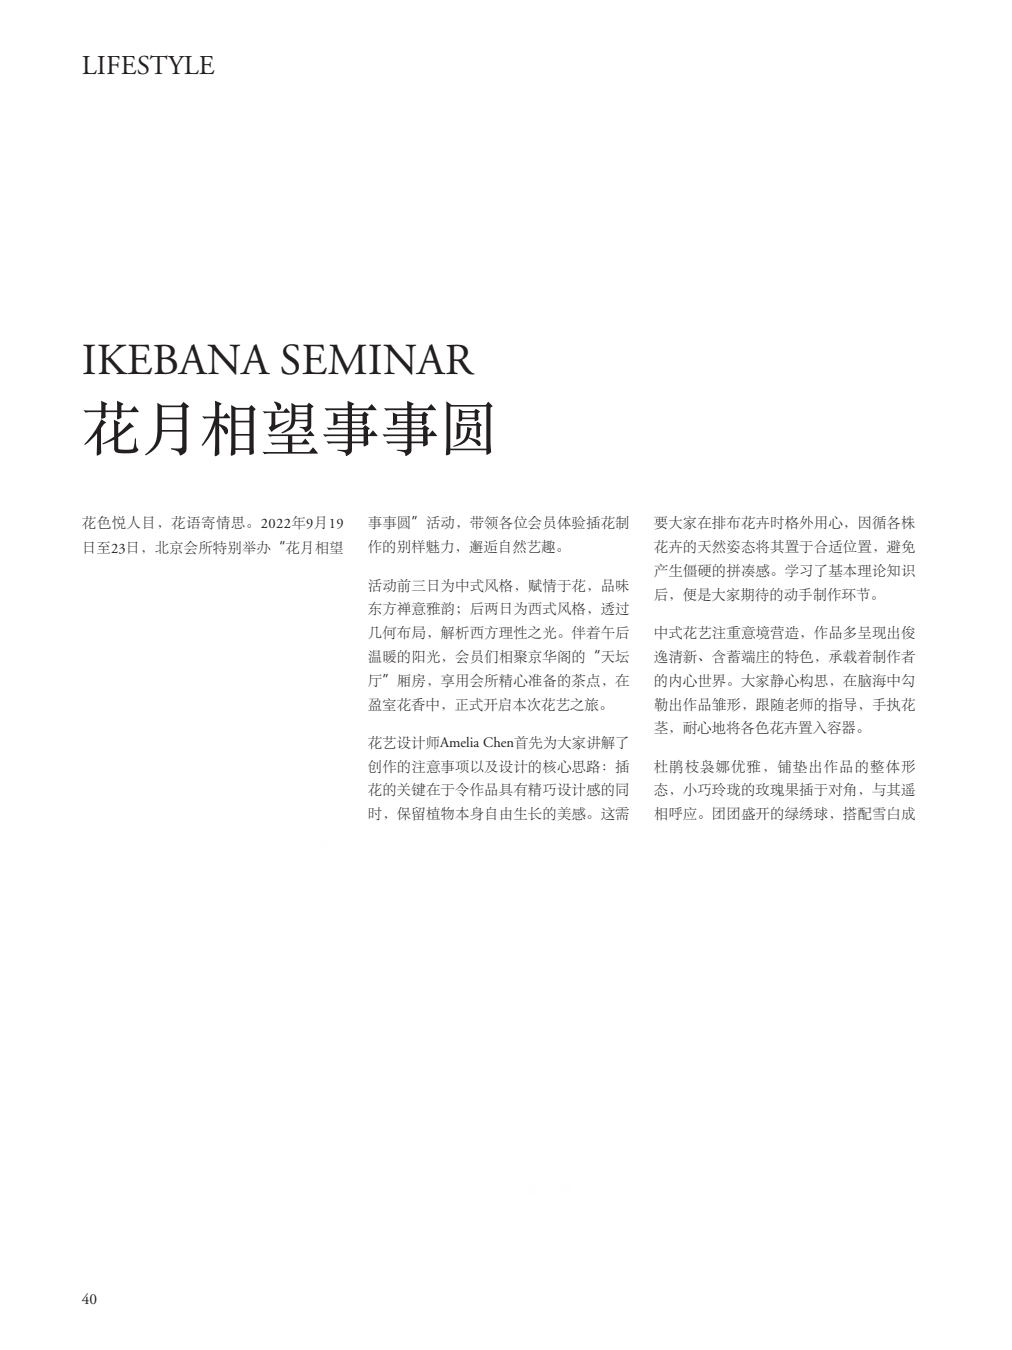 LIFESTYLE
IKEBANA SEMINAR
花月相望事事圆
花色悦人目，花语寄情思。2022年9月19
日至23日，北京会所特别举办“花月相望
事事圆”活动，带领各位会员体验插花制
作的别样魅力，邂逅自然艺趣。
活动前三日为中式风格，赋情于花，品味
东方禅意雅韵；后两日为西式风格，透过
几何布局，解析西方理性之光。伴着午后
温暖的阳光，会员们相聚京华阁的“天坛
厅”厢房，享用会所精心准备的茶点，在
盈室花香中，正式开启本次花艺之旅。
花艺设计师Amelia Chen首先为大家讲解了
创作的注意事项以及设计的核心思路：插
花的关键在于令作品具有精巧设计感的同
时，保留植物本身自由生长的美感。这需
要大家在排布花卉时格外用心，因循各株
花卉的天然姿态将其置于合适位置，避免
产生僵硬的拼凑感。学习了基本理论知识
后，便是大家期待的动手制作环节。
中式花艺注重意境营造，作品多呈现出俊
逸清新、含蓄端庄的特色，承载着制作者
的内心世界。大家静心构思，在脑海中勾
勒出作品雏形，跟随老师的指导，手执花
茎，耐心地将各色花卉置入容器。
杜鹃枝袅娜优雅，铺垫出作品的整体形
态，小巧玲珑的玫瑰果插于对角，与其遥
相呼应。团团盛开的绿绣球，搭配雪白成
40